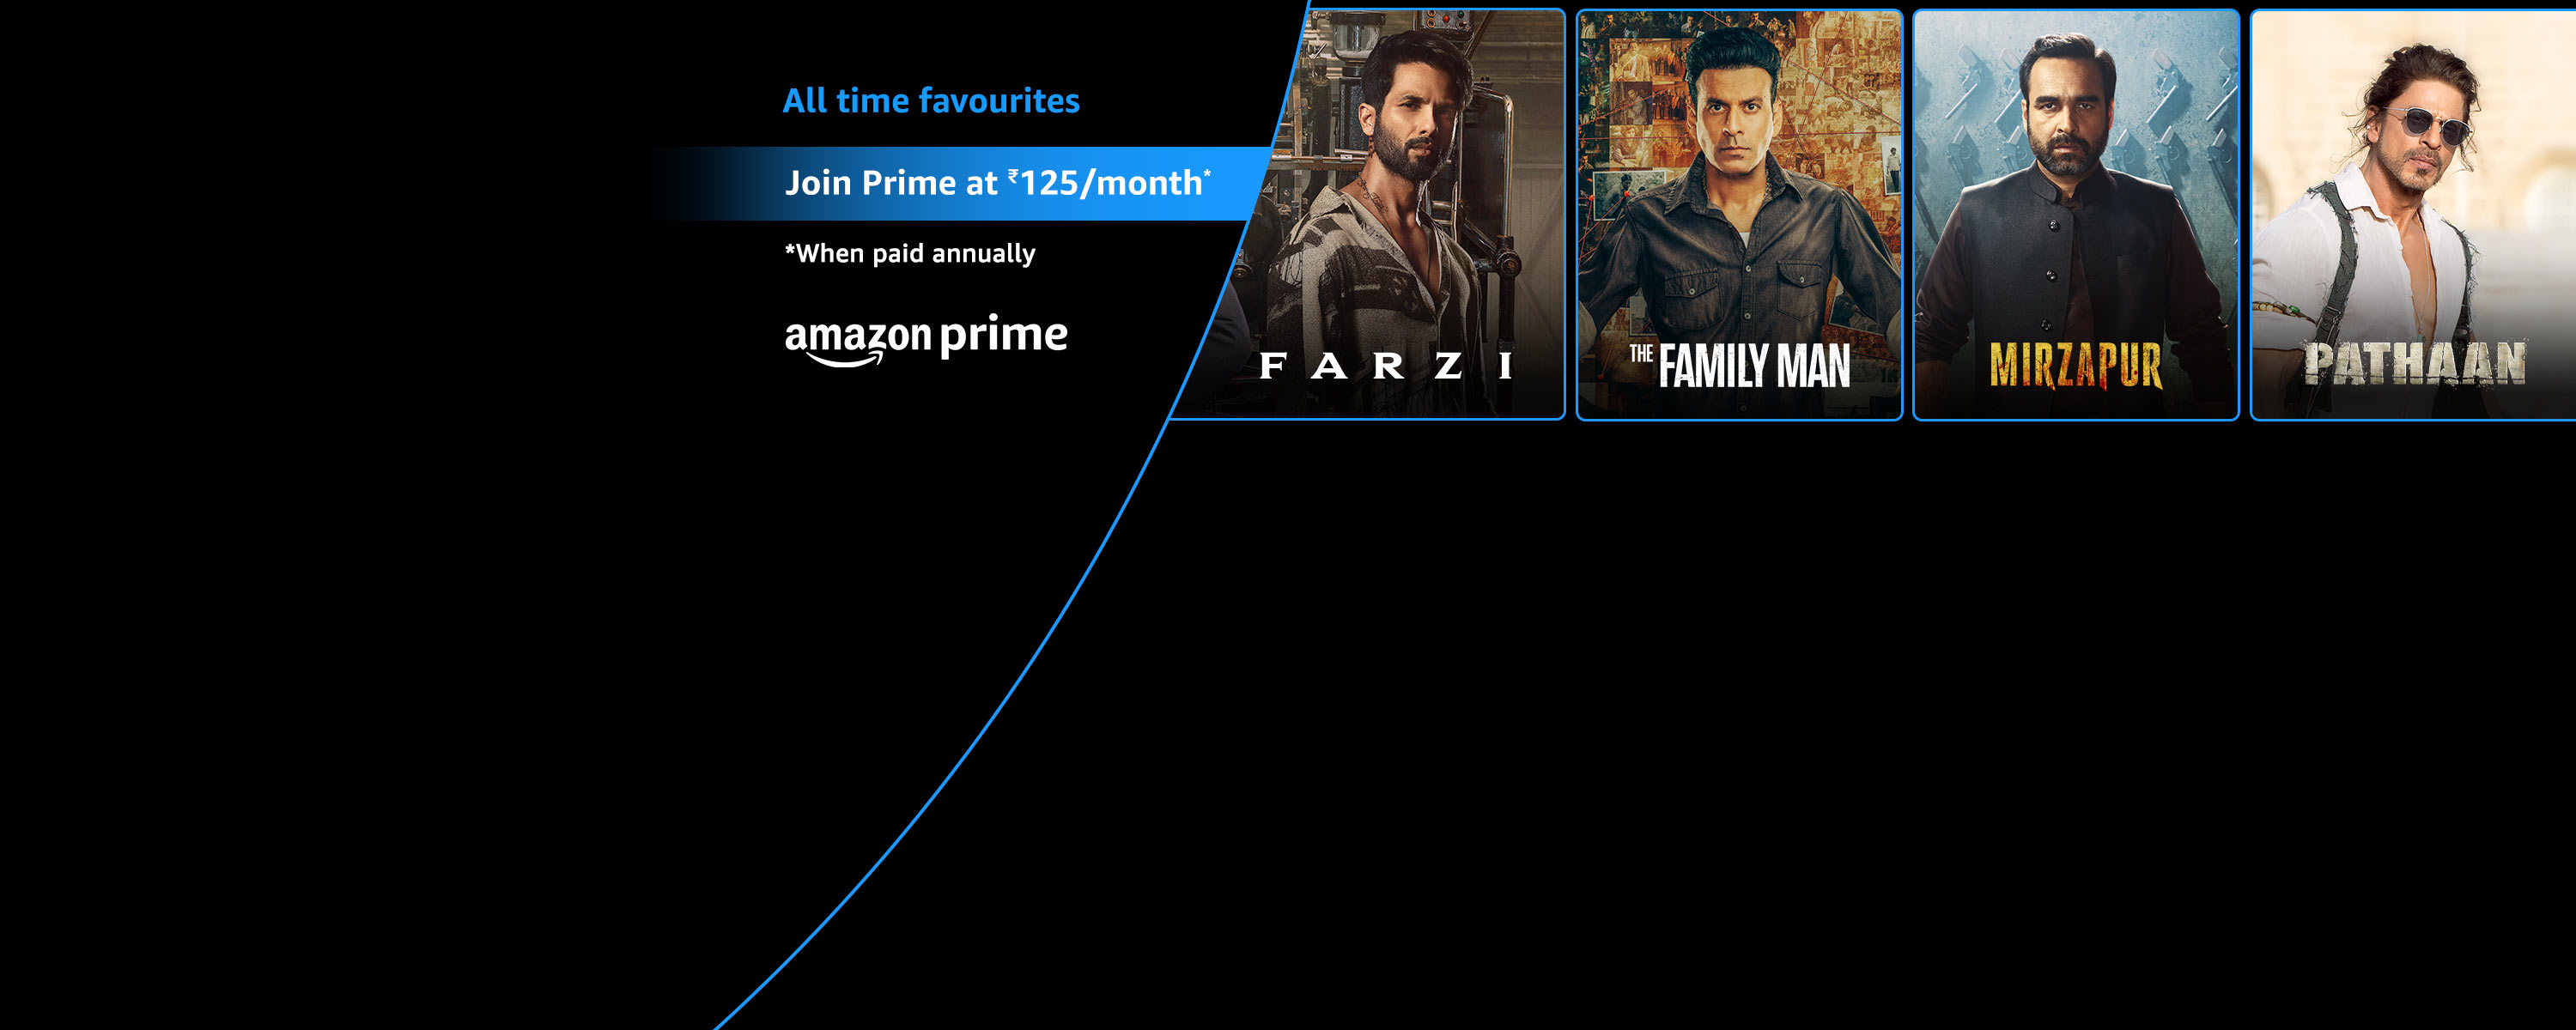 All time favourites
Join Prime at ₹125/month*
*When paid annually
amazon prime
FARZI
THE FAMILY MAN
MIRZAPUR
PATHAAN